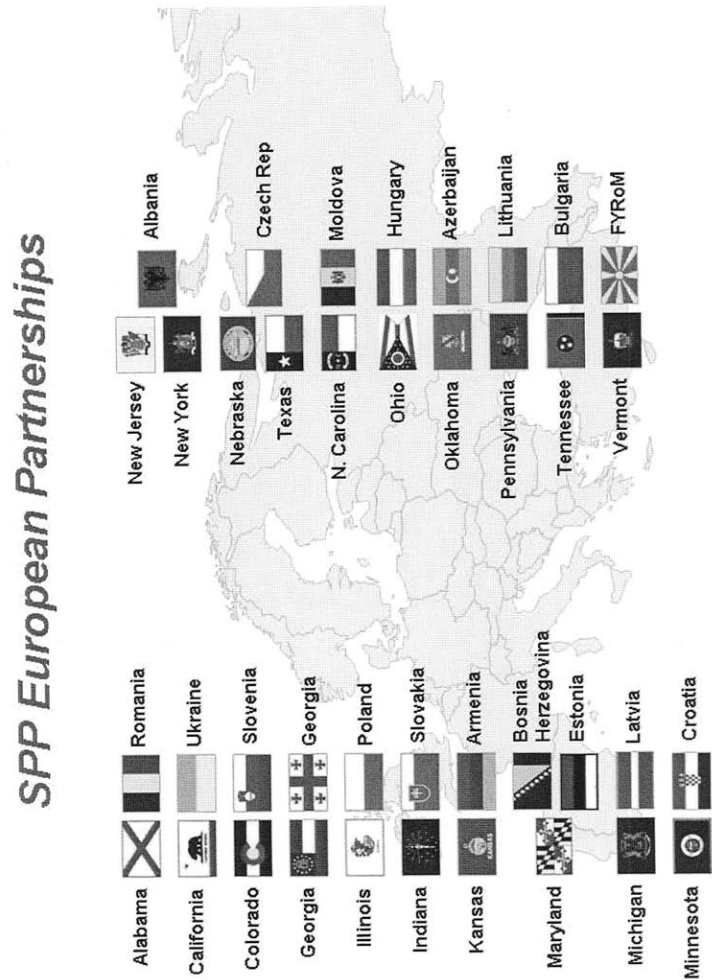 SPP European Partnerships
Alabama Romania
California Ukraine
Colorado Slovenia
Georgia Georgia
Illinois Poland
Indiana Slovakia
Kansas Armenia
Maryland Bosnia
Herzegovina
Estonia
Michigan Latvia
Minnesota Croatia
New Jersey Albania
New York
Nebraska Czech Rep
Texas
N. Carolina Moldova
Ohio Hungary
Oklahoma Azerbaijan
Pennsylvania Lithuania
Tennessee Bulgaria
Vermont FYRoM